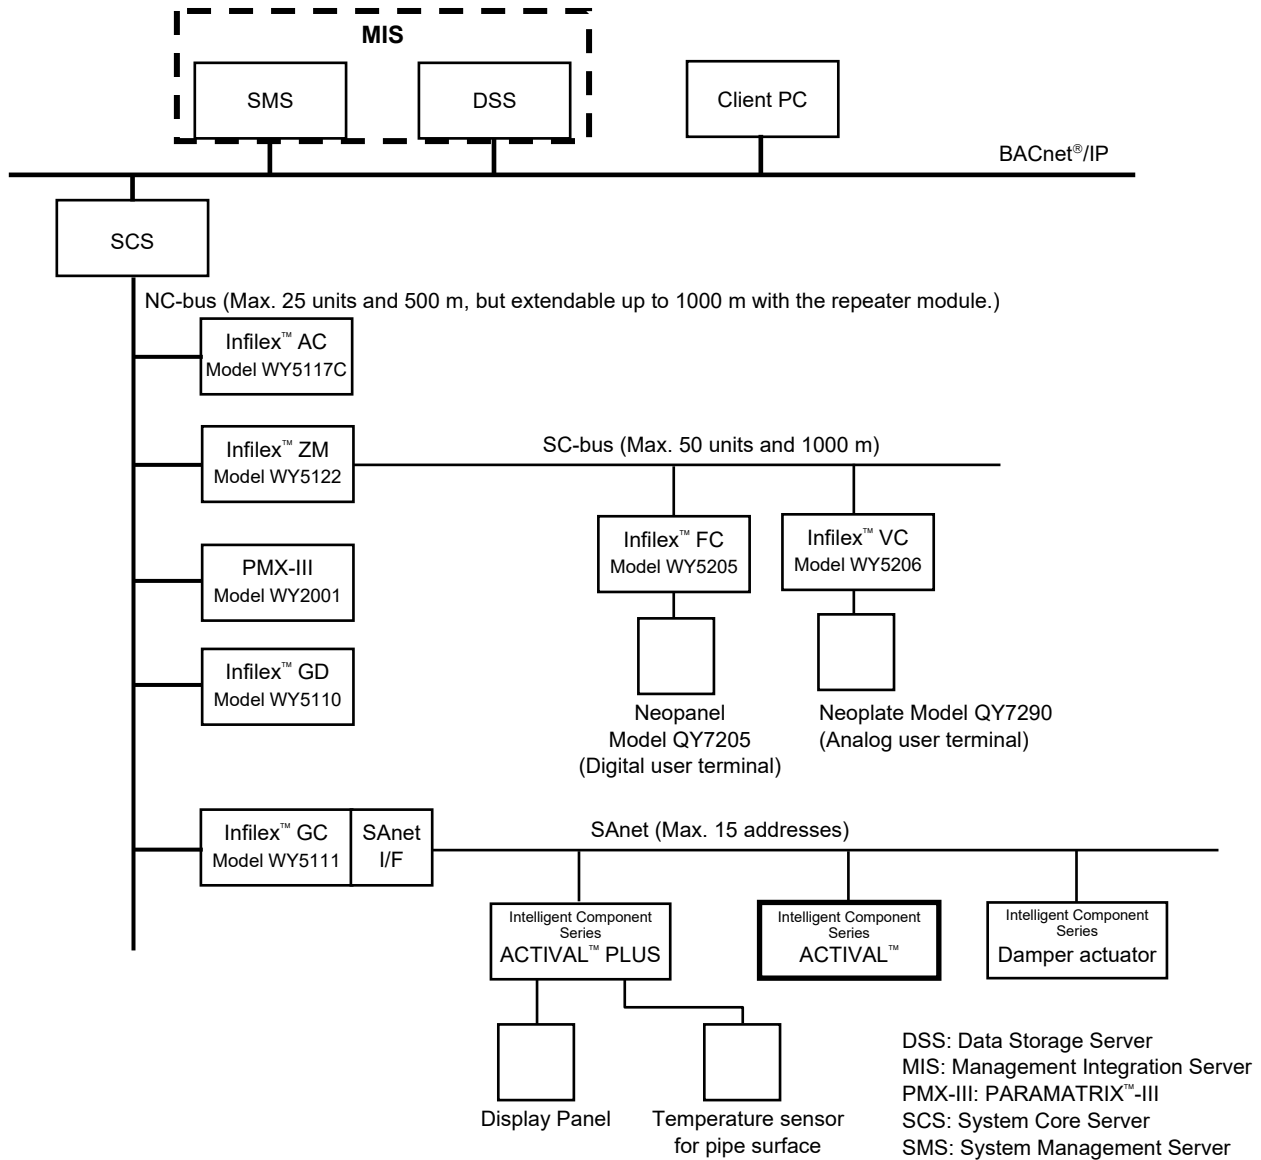 MIS
SMS
DSS
Client PC
BACnet®/IP
SCS
NC-bus (Max. 25 units and 500 m, but extendable up to 1000 m with the repeater module.)
Infilex™ AC
Model WY5117C
Infilex™ ZM
Model WY5122
SC-bus (Max. 50 units and 1000 m)
Infilex™ FC
Model WY5205
Infilex™ VC
Model WY5206
PMX-III
Model WY2001
Infilex™ GD
Model WY5110
Neopanel
Model QY7205
(Digital user terminal)
Neoplate Model QY7290
(Analog user terminal)
Infilex™ GC
Model WY5111
SAnet
I/F
SAnet (Max. 15 addresses)
Intelligent Component
Series
ACTIVAL™ PLUS
Intelligent Component
Series
ACTIVAL™
Intelligent Component
Series
Damper actuator
Display Panel
Temperature sensor
for pipe surface
DSS: Data Storage Server
MIS: Management Integration Server
PMX-III: PARAMATRIX™-III
SCS: System Core Server
SMS: System Management Server